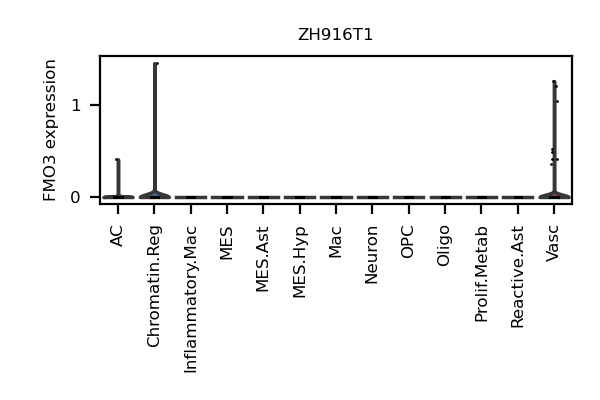 ZH916T1
FMO3 expression
1
0
AC
Chromatin.Reg
Inflammatory.Mac
MES
MES.Ast
MES.Hyp
Mac
Neuron
OPC
Oligo
Prolif.Metab
Reactive.Ast
Vasc